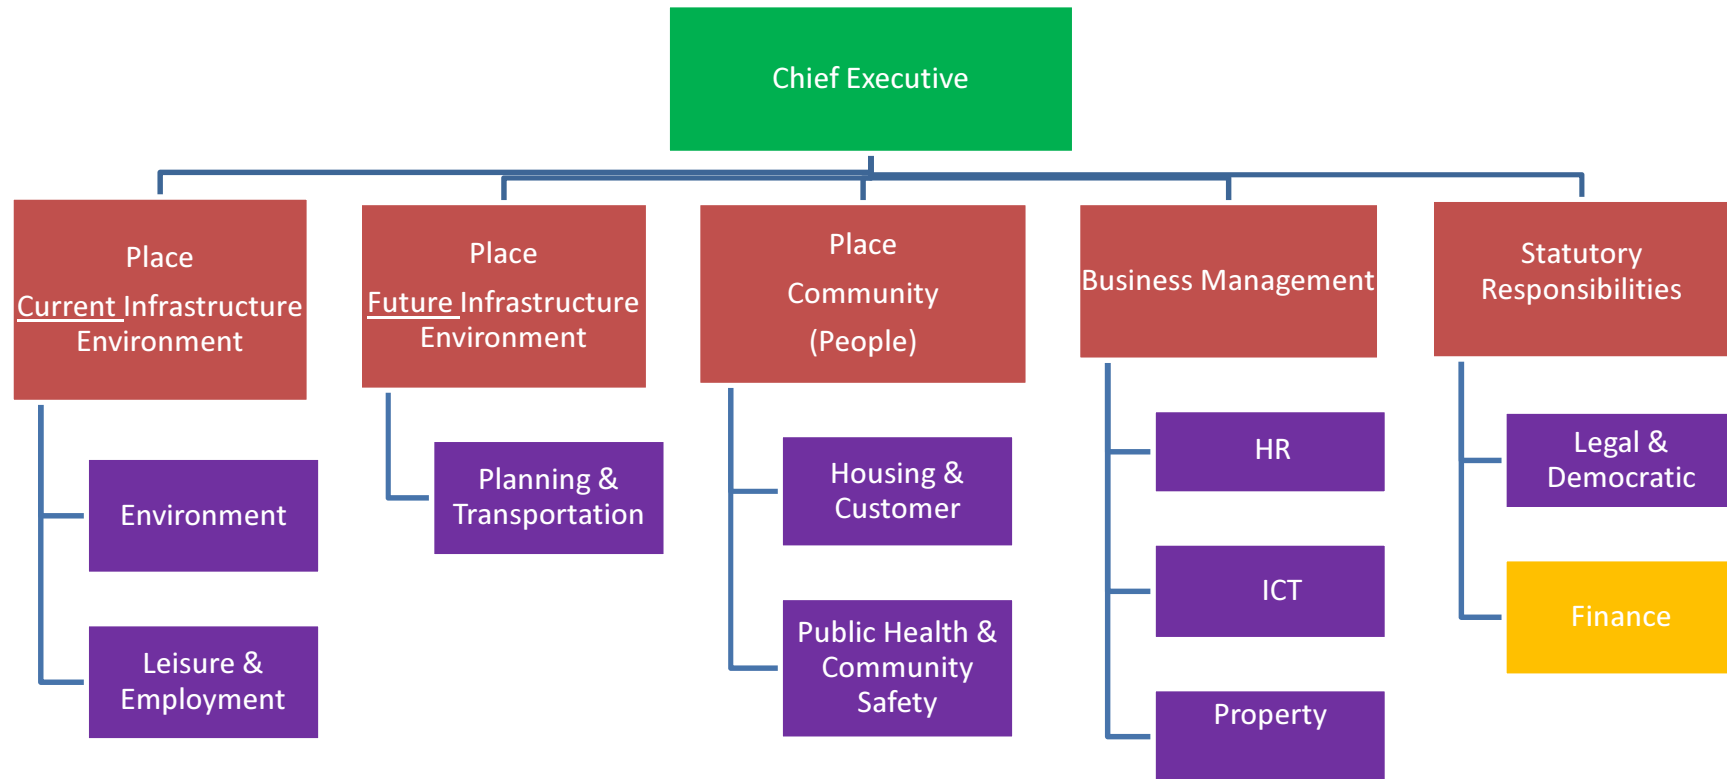 Chief Executive
Place
Current Infrastructure
Environment
Place
Future Infrastructure
Environment
Place
Community
(People)
Business Management
Statutory
Responsibilities
Environment
Leisure &
Employment
Planning &
Transportation
Housing &
Customer
Public Health &
Community
Safety
HR
ICT
Property
Legal &
Democratic
Finance